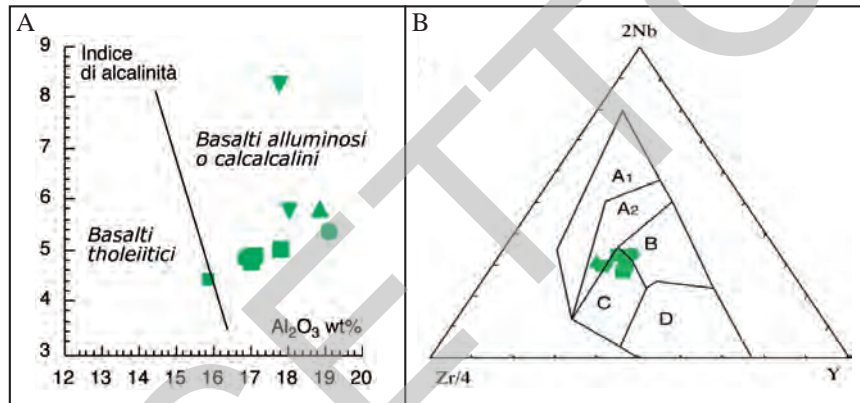 A
9
8
7
6
5
4
3
Indice
di alcalinità
Basalti alluminosi
o calcalcalini
Basalti
tholeiitici
Al₂O₃ wt%
12 13 14 15 16 17 18 19 20
B
2Nb
A1
A2
B
C
D
Zr/4
Y